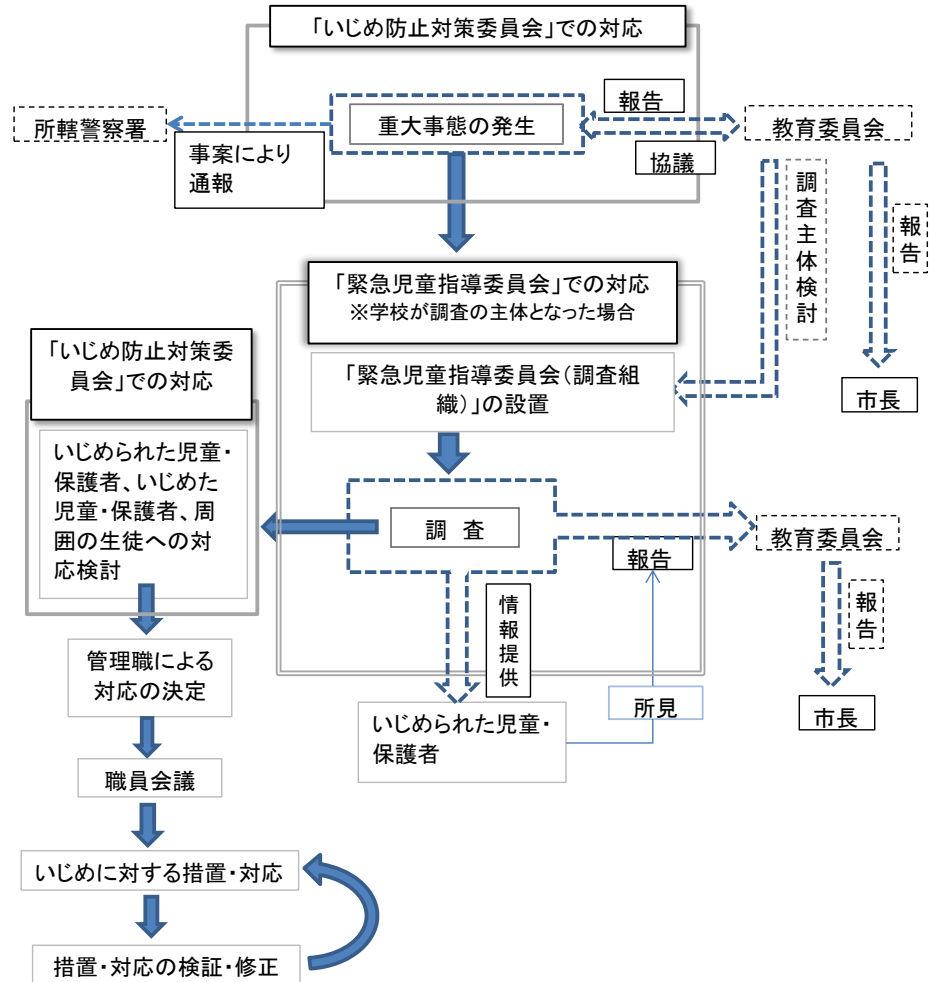 「いじめ防止対策委員会」での対応
報告
所轄警察署
重大事態の発生
教育委員会
事案により
通報
協議
調査主体検討
報告
「緊急児童指導委員会」での対応
※学校が調査の主体となった場合
「いじめ防止対策委
員会」での対応
「緊急児童指導委員会(調査組
織)」の設置
市長
いじめられた児童・
保護者、いじめた
児童・保護者、周
囲の生徒への対
応検討
調 査
教育委員会
報告
情報提供
報告
管理職による
対応の決定
所見
いじめられた児童・
保護者
市長
職員会議
いじめに対する措置・対応
措置・対応の検証・修正